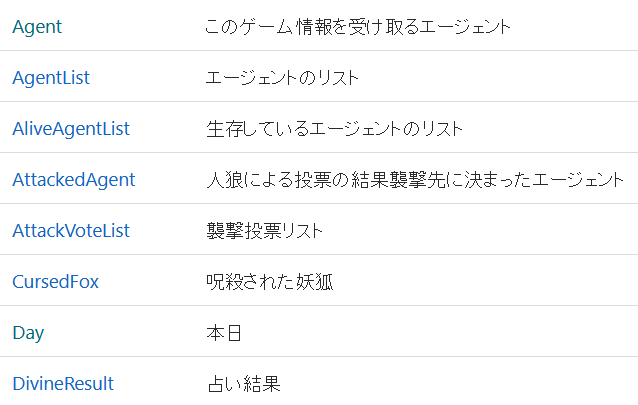 Agent このゲーム情報を受け取るエージェント
AgentList エージェントのリスト
AliveAgentList 生存しているエージェントのリスト
AttackedAgent 人狼による投票の結果襲撃先に決まったエージェント
AttackVoteList 襲撃投票リスト
CursedFox 呪殺された妖狐
Day 本日
DivineResult 占い結果